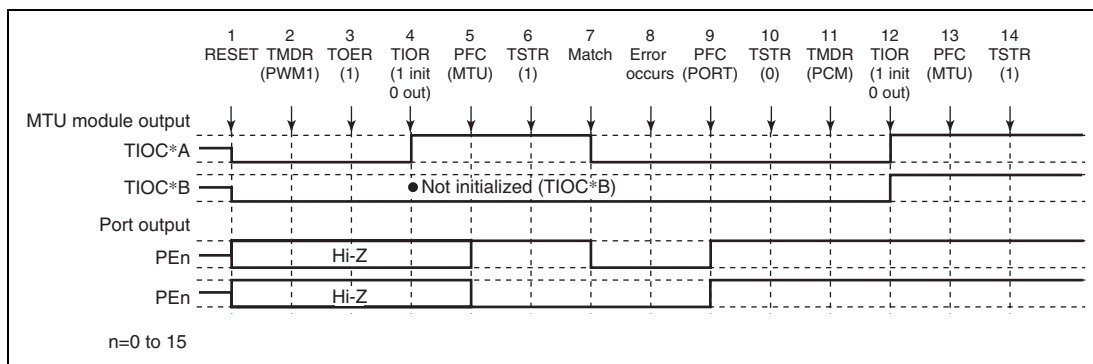 1 2 3 4 5 6 7 8 9 10 11 12 13 14
RESET TMDR TOER TIOR PFC TSTR Match Error PFC TSTR TMDR TIOR PFC TSTR
(PWM1) (1) (1 init (MTU) (1) occurs (PORT) (0) (PCM) (1 init (MTU) (1)
0 out) 0 out)
MTU module output
TIOC*A
TIOC*B
● Not initialized (TIOC*B)
Port output
PEn
Hi-Z
PEn
Hi-Z
n=0 to 15